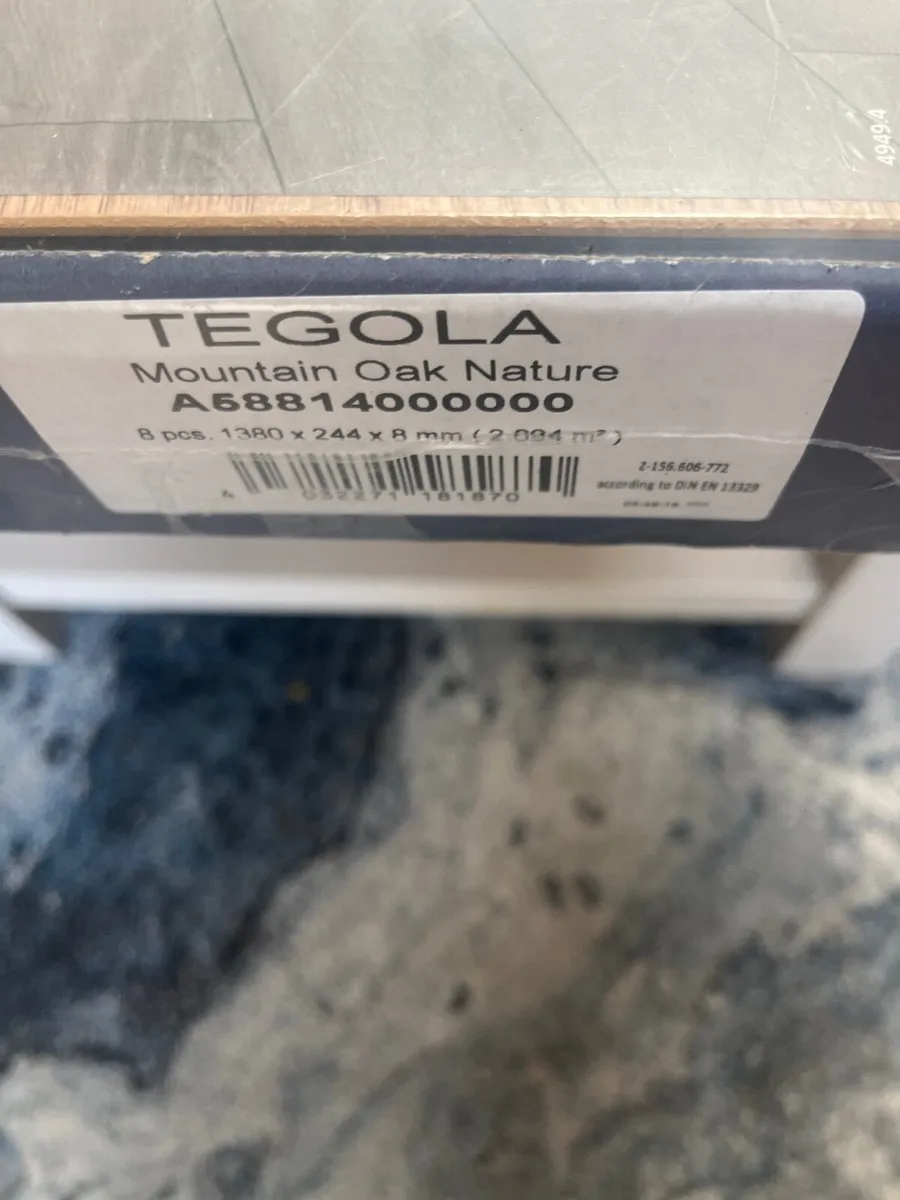 4949.4
TEGOLA
Mountain Oak Nature
A58814000000
8 pcs. 1380 x 244 x 8 mm ( 2.694 m² )
Z-156.606-772
according to DIN EN 13329
4 032271 181870